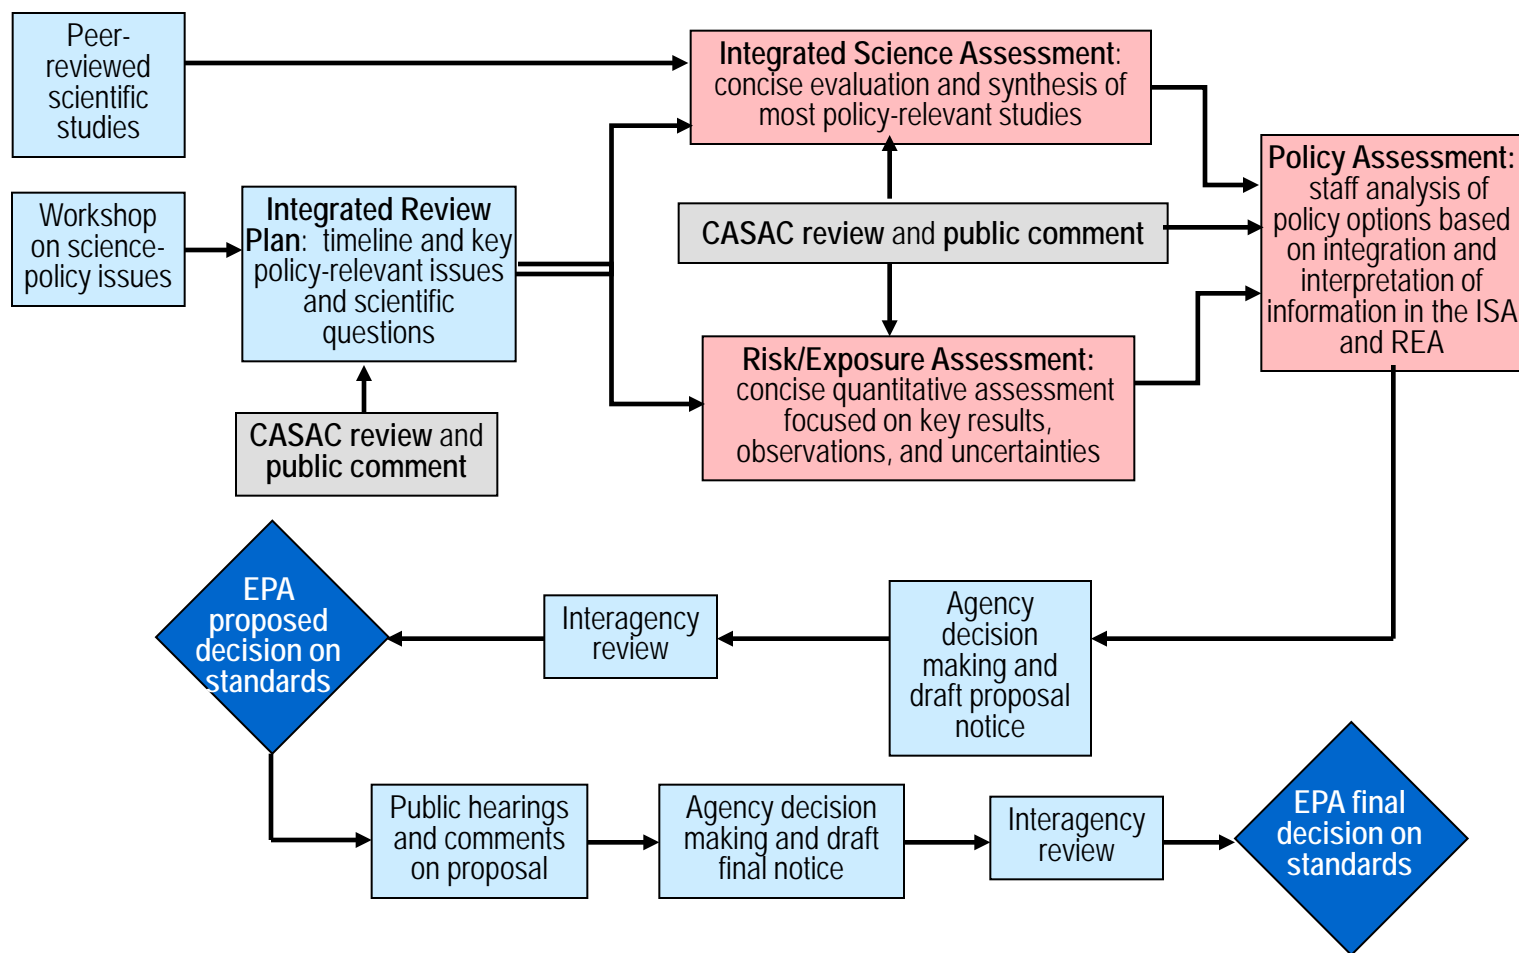 Peer-
reviewed
scientific
studies
Integrated Science Assessment:
concise evaluation and synthesis of
most policy-relevant studies
Workshop
on science-
policy issues
Integrated Review
Plan: timeline and key
policy-relevant issues
and scientific
questions
CASAC review and public comment
Policy Assessment:
staff analysis of
policy options based
on integration and
interpretation of
information in the ISA
and REA
Risk/Exposure Assessment:
concise quantitative assessment
focused on key results,
observations, and uncertainties
CASAC review and
public comment
EPA
proposed
decision on
standards
Interagency
review
Agency
decision
making and
draft proposal
notice
Public hearings
and comments
on proposal
Agency decision
making and draft
final notice
Interagency
review
EPA final
decision on
standards